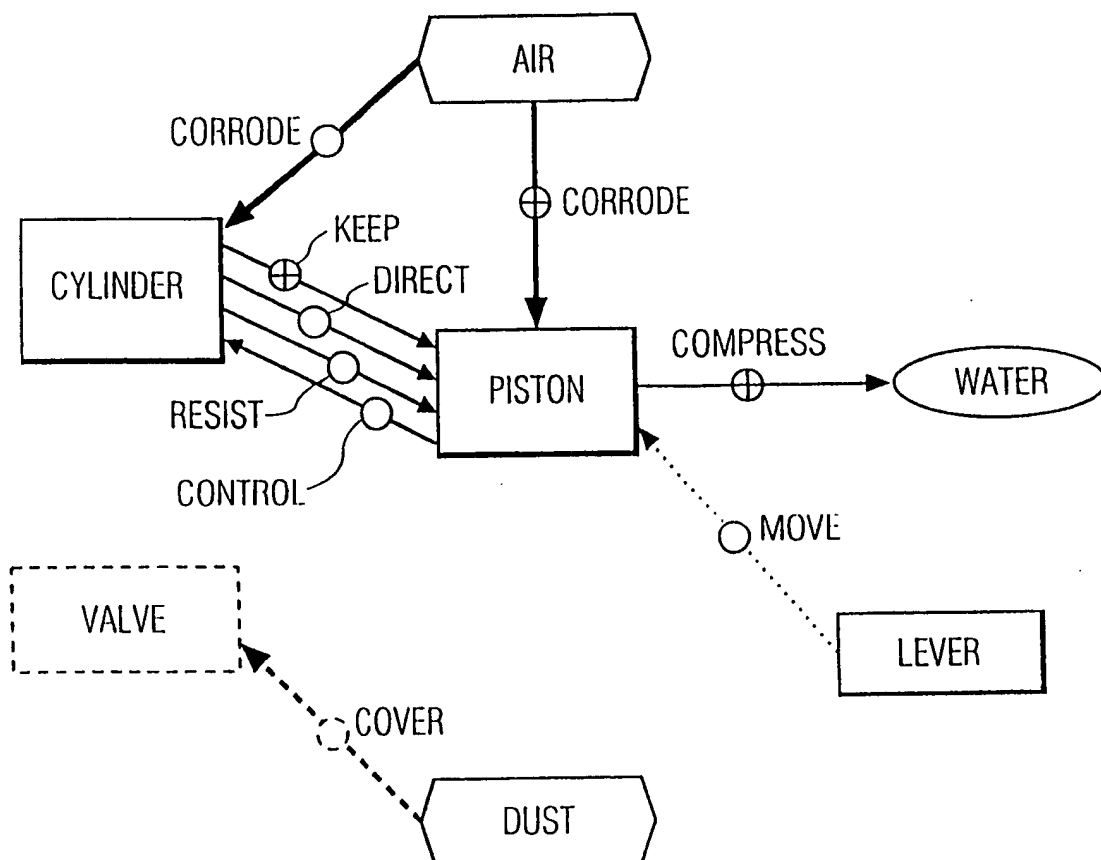 AIR
CORRODE
CORRODE
KEEP
DIRECT
CYLINDER
COMPRESS
PISTON
WATER
RESIST
CONTROL
MOVE
VALVE
LEVER
COVER
DUST